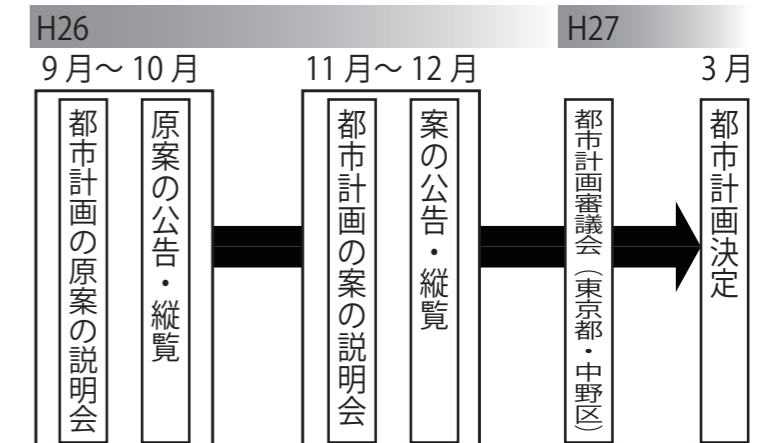 H26
H27
9月～10月
11月～12月
3月
都市計画の原案の説明会
原案の公告・縦覧
都市計画の案の説明会
案の公告・縦覧
都市計画審議会（東京都・中野区）
都市計画決定